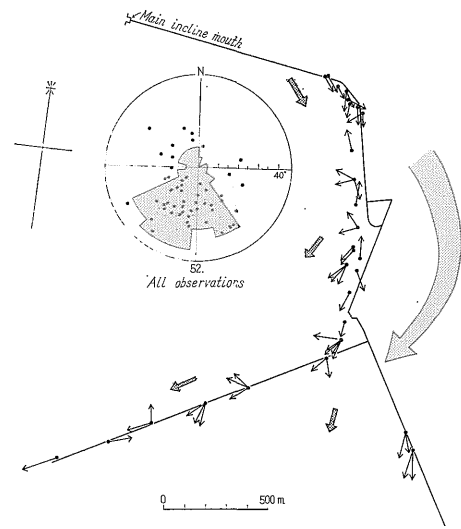 Main incline mouth
N
40°
52.
All observations
0 500 m.